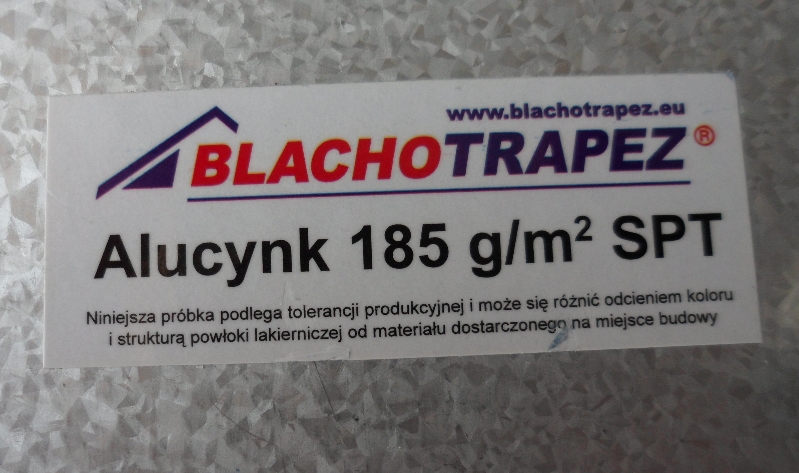 www.blachotrapez.eu
BLACHOTRAPEZ®
Alucynk 185 g/m² SPT
Niniejsza próbka podlega tolerancji produkcyjnej i może się różnić odcieniem koloru
i strukturą powłoki lakierniczej od materiału dostarczonego na miejsce budowy